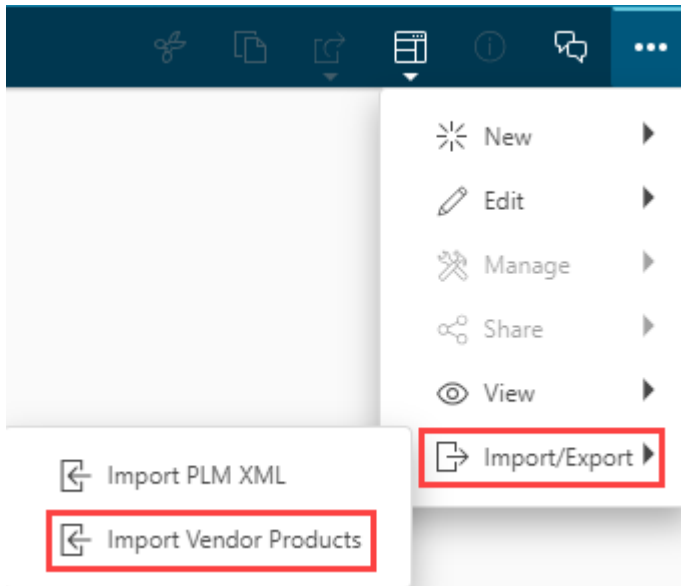 New
Edit
Manage
Share
View
Import/Export
Import PLM XML
Import Vendor Products